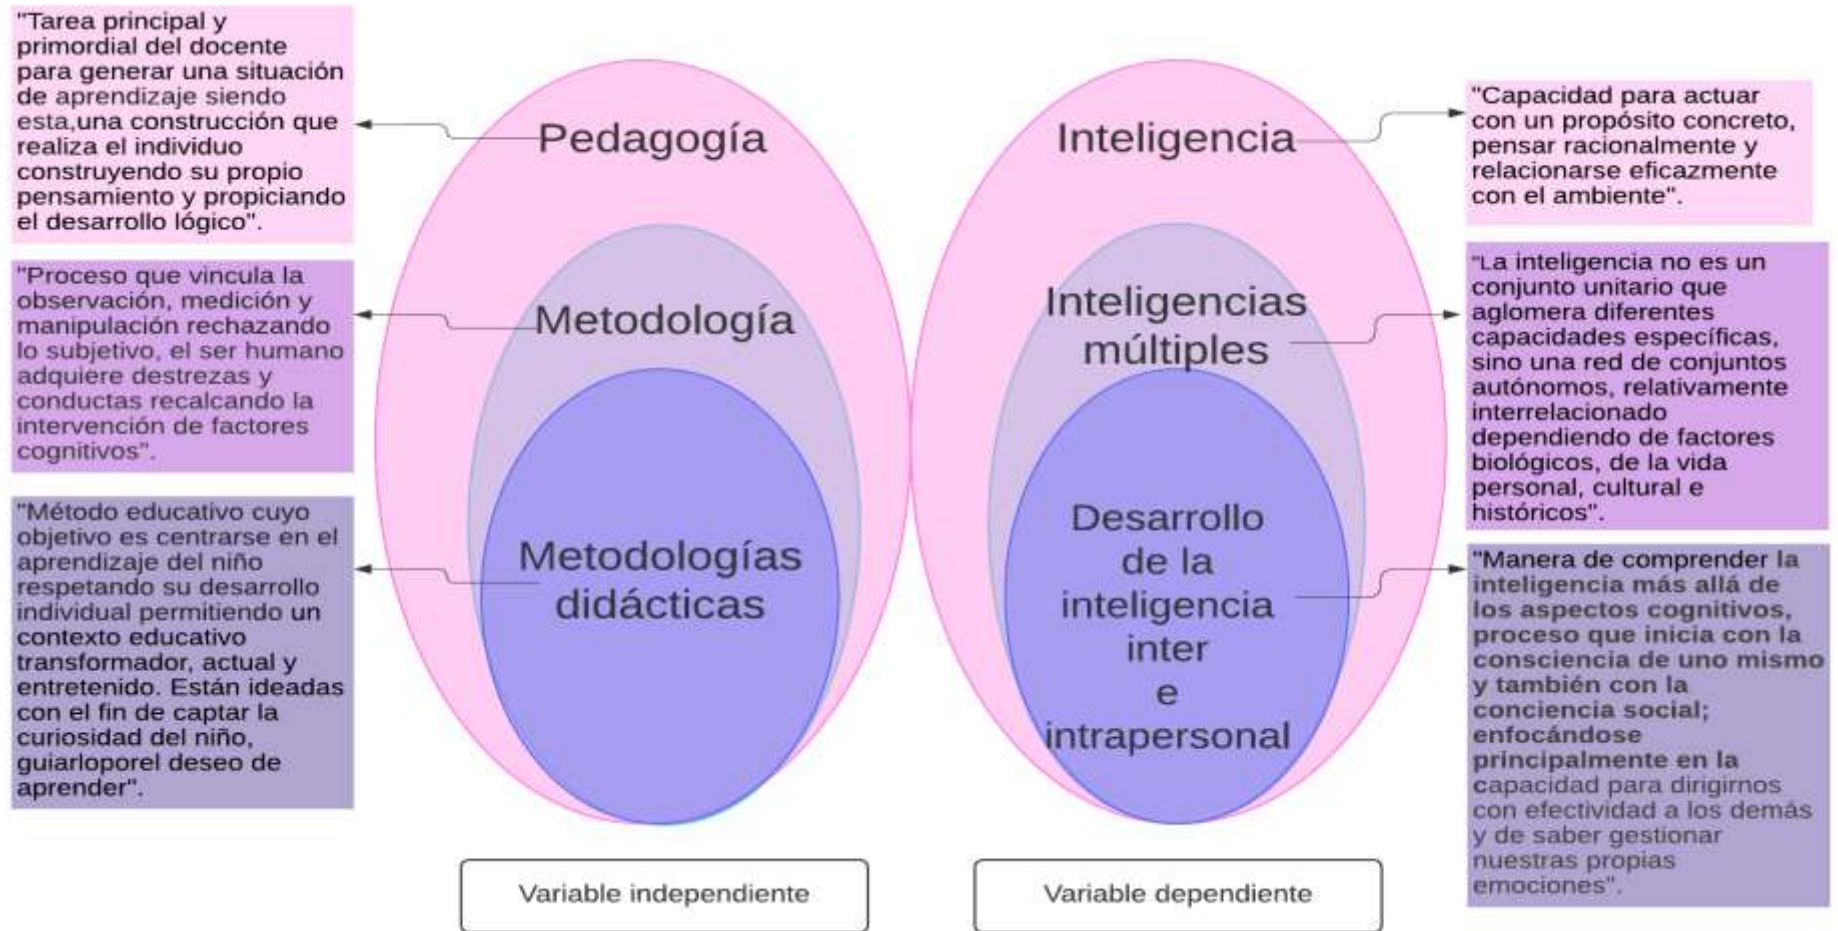 "Tarea principal y
primordial del docente
para generar una situación
de aprendizaje siendo
esta,una construcción que
realiza el individuo
construyendo su propio
pensamiento y propiciando
el desarrollo lógico".
"Proceso que vincula la
observación, medición y
manipulación rechazando
lo subjetivo, el ser humano
adquiere destrezas y
conductas recalcando la
intervención de factores
cognitivos".
"Método educativo cuyo
objetivo es centrarse en el
aprendizaje del niño
respetando su desarrollo
individual permitiendo un
contexto educativo
transformador, actual y
entretenido. Están ideadas
con el fin de captar la
curiosidad del niño,
guiarloporel deseo de
aprender".
Pedagogía
Metodología
Metodologías
didácticas
Variable independiente
Inteligencia
Inteligencias
múltiples
Desarrollo
de la
inteligencia
inter
e
intrapersonal
Variable dependiente
"Capacidad para actuar
con un propósito concreto,
pensar racionalmente y
relacionarse eficazmente
con el ambiente".
"La inteligencia no es un
conjunto unitario que
aglomera diferentes
capacidades específicas,
sino una red de conjuntos
autónomos, relativamente
interrelacionado
dependiendo de factores
biológicos, de la vida
personal, cultural e
históricos".
"Manera de comprender la
inteligencia más allá de
los aspectos cognitivos,
proceso que inicia con la
consciencia de uno mismo
y también con la
conciencia social;
enfocándose
principalmente en la
capacidad para dirigirnos
con efectividad a los demás
y de saber gestionar
nuestras propias
emociones".